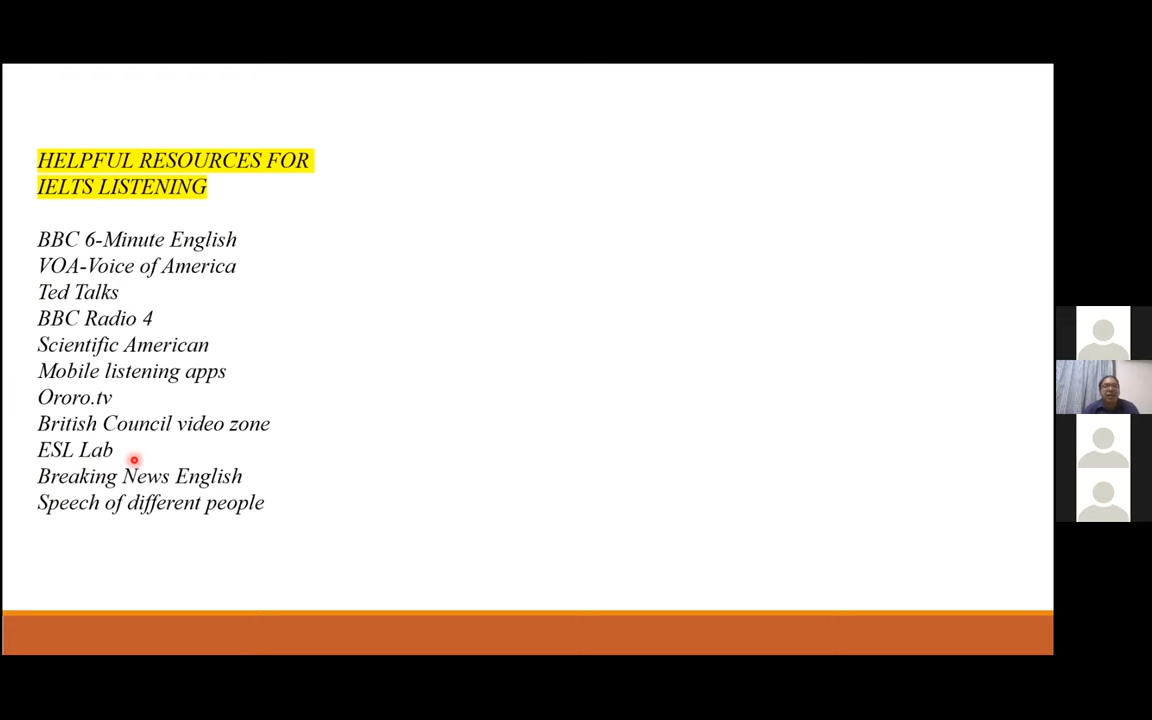 HELPFUL RESOURCES FOR
IELTS LISTENING
BBC 6-Minute English
VOA-Voice of America
Ted Talks
BBC Radio 4
Scientific American
Mobile listening apps
Ororo.tv
British Council video zone
ESL Lab
Breaking News English
Speech of different people